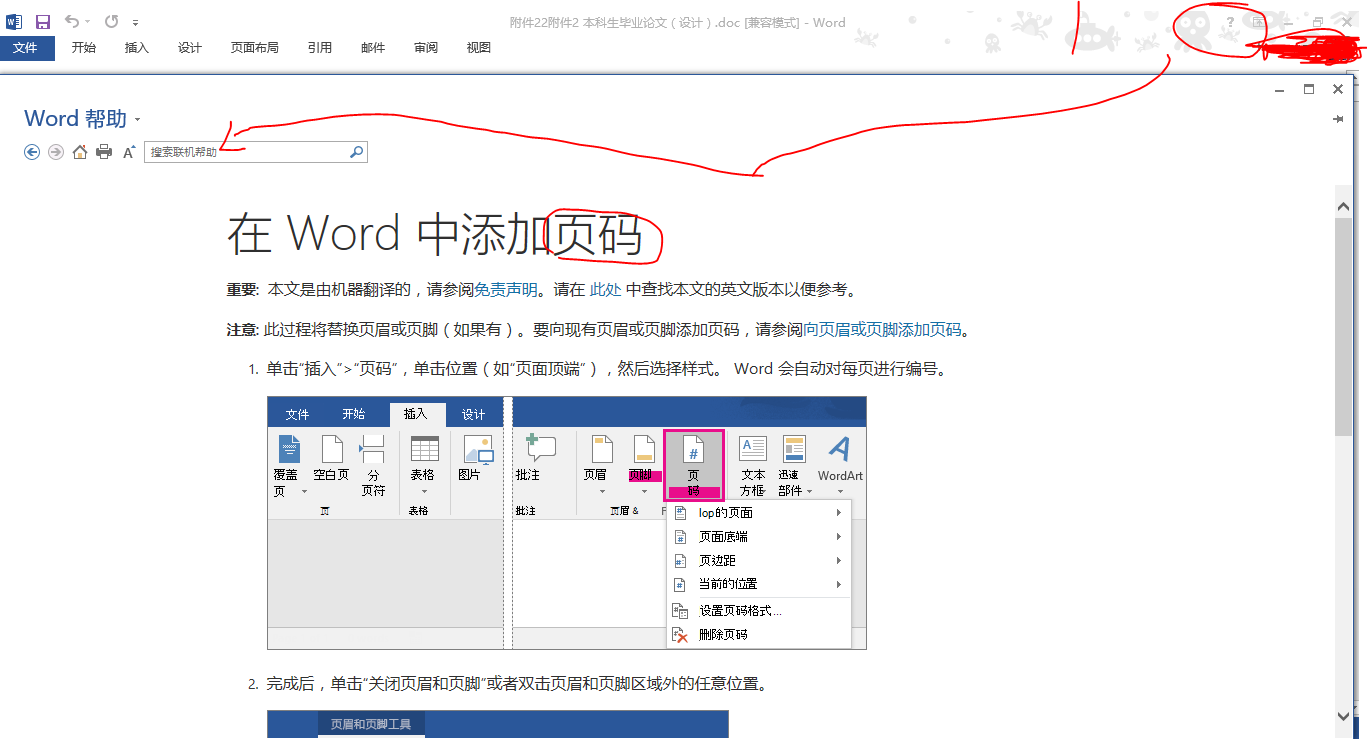 附件22附件2 本科生毕业论文（设计）.doc [兼容模式] - Word
文件 开始 插入 设计 页面布局 引用 邮件 审阅 视图
Word 帮助
搜索联机帮助
在 Word 中添加页码
重要: 本文是由机器翻译的，请参阅免责声明。请在 此处 中查找本文的英文版本以便参考。
注意: 此过程将替换页眉或页脚（如果有）。要向现有页眉或页脚添加页码，请参阅向页眉或页脚添加页码。
1. 单击“插入”>“页码”，单击位置（如“页面顶端”），然后选择样式。 Word 会自动对每页进行编号。
文件 开始 插入 设计
覆盖 空白页 分 表格 图片 批注 页眉 页脚 页 文本 迅速 WordArt
页 页符 码 方框 部件
页 表格 批注 页眉 &
lop的页面
页面底端
页边距
当前的位置
设置页码格式...
删除页码
2. 完成后，单击“关闭页眉和页脚”或者双击页眉和页脚区域外的任意位置。
页眉和页脚工具